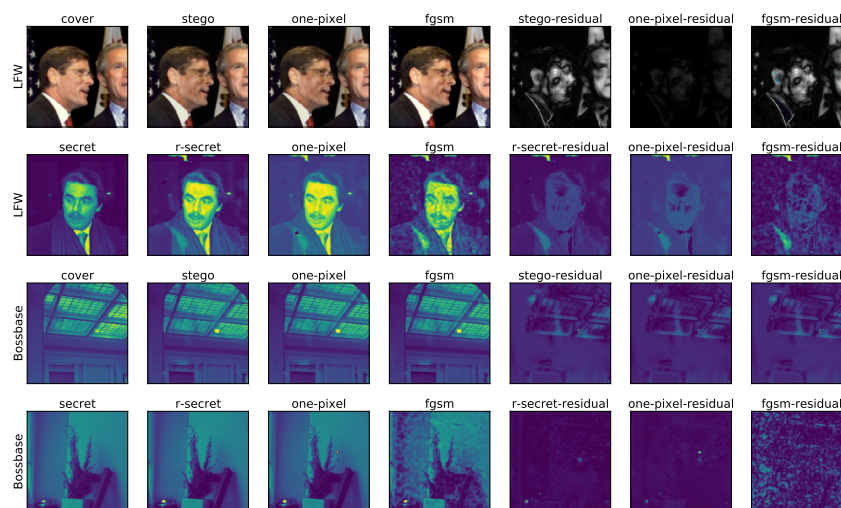 cover stego one-pixel fgsm stego-residual one-pixel-residual fgsm-residual
LFW
secret r-secret one-pixel fgsm r-secret-residual one-pixel-residual fgsm-residual
LFW
cover stego one-pixel fgsm stego-residual one-pixel-residual fgsm-residual
Bossbase
secret r-secret one-pixel fgsm r-secret-residual one-pixel-residual fgsm-residual
Bossbase